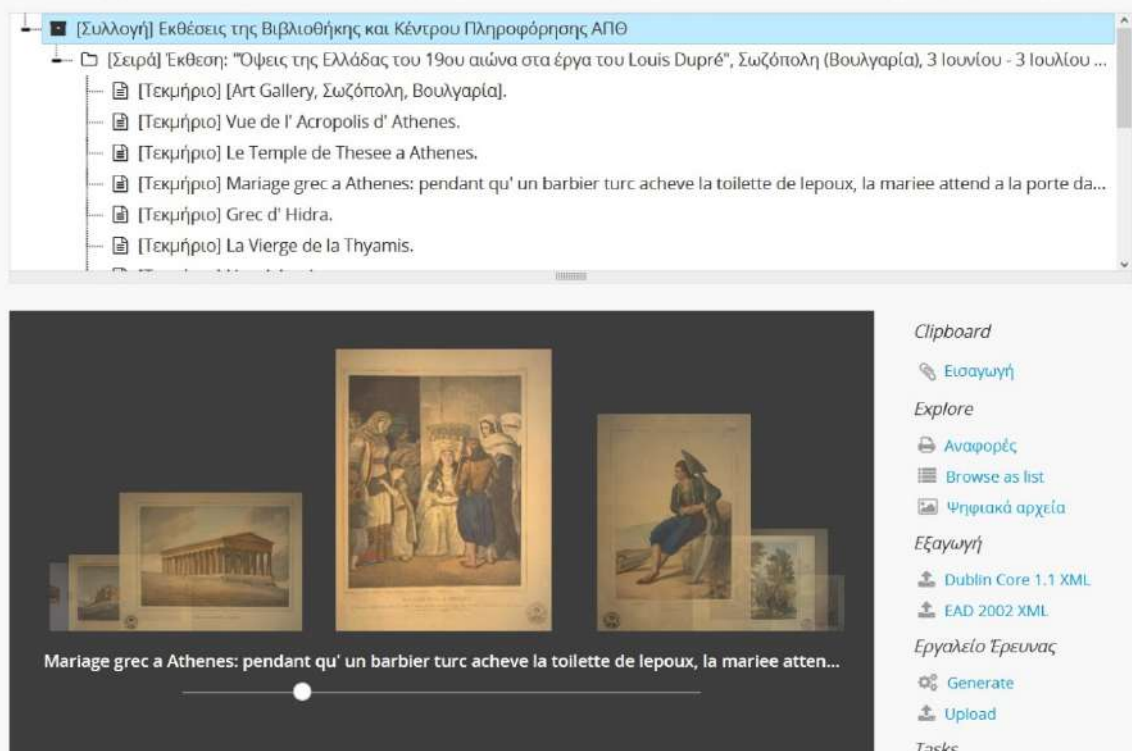 [Συλλογή] Εκθέσεις της Βιβλιοθήκης και Κέντρου Πληροφόρησης ΑΠΘ
[Σειρά] Έκθεση: "Όψεις της Ελλάδας του 19ου αιώνα στα έργα του Louis Dupré", Σωζόπολη (Βουλγαρία), 3 Ιουνίου - 3 Ιουλίου ...
[Τεκμήριο] [Art Gallery, Σωζόπολη, Βουλγαρία].
[Τεκμήριο] Vue de l' Acropolis d' Athenes.
[Τεκμήριο] Le Temple de Thesee a Athenes.
[Τεκμήριο] Mariage grec a Athenes: pendant qu' un barbier turc acheve la toilette de lepoux, la mariee attend a la porte da...
[Τεκμήριο] Grec d' Hidra.
[Τεκμήριο] La Vierge de la Thyamis.
Clipboard
Εισαγωγή
Explore
Αναφορές
Browse as list
Ψηφιακά αρχεία
Εξαγωγή
Dublin Core 1.1 XML
EAD 2002 XML
Εργαλείο Έρευνας
Generate
Upload
Tasks
Mariage grec a Athenes: pendant qu' un barbier turc acheve la toilette de lepoux, la mariee atten...